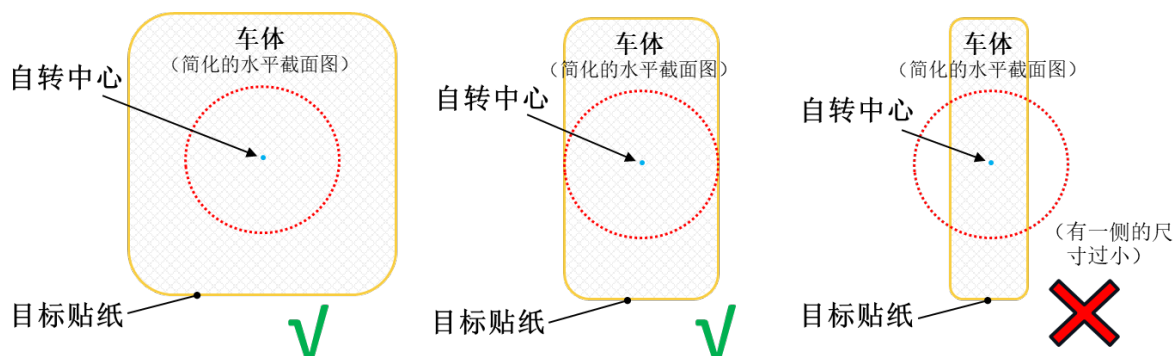 车体
（简化的水平截面图）
自转中心
目标贴纸
车体
（简化的水平截面图）
自转中心
目标贴纸
车体
（简化的水平截面图）
自转中心
（有一侧的尺
寸过小）
目标贴纸